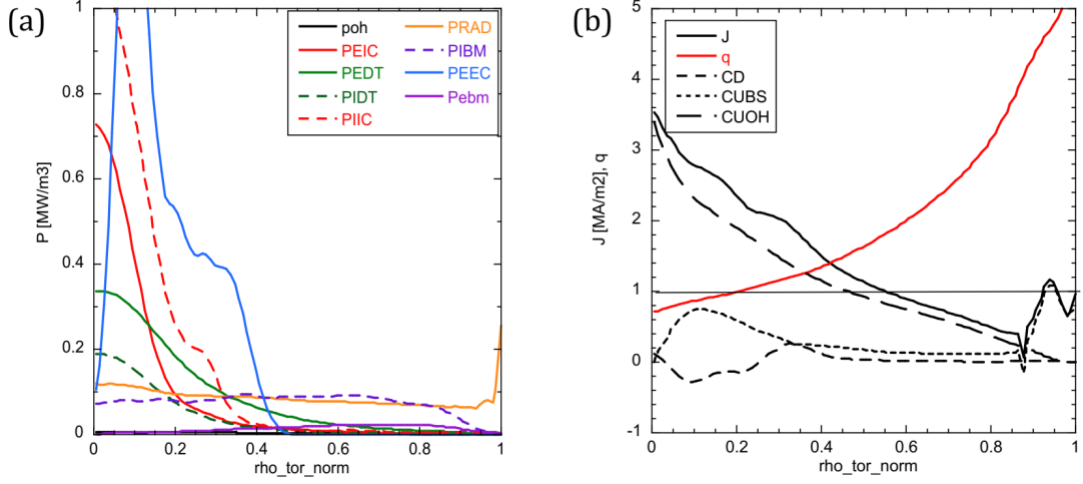 (a)
1
0.8
0.6
0.4
0.2
0
P [MW/m3]
poh
PEIC
PEDT
PIDT
PIIC
PRAD
PIBM
PEEC
Pebm
0 0.2 0.4 0.6 0.8 1
rho_tor_norm
(b)
5
4
3
2
1
0
-1
J [MA/m2], q
J
q
CD
CUBS
CUOH
0 0.2 0.4 0.6 0.8 1
rho_tor_norm